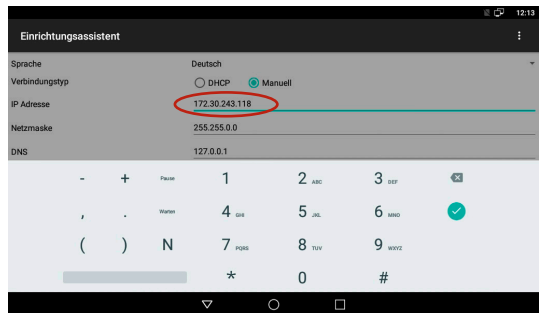 12:13
Einrichtungsassistent
Sprache Deutsch
Verbindungstyp DHCP Manuell
IP Adresse 172.30.243.118
Netzmaske 255.255.0.0
DNS 127.0.0.1
- + Pause 1 2 ABC 3 DEF
, . Warten 4 GHI 5 JKL 6 MNO
( ) N 7 PQRS 8 TUV 9 WXYZ
* 0 #